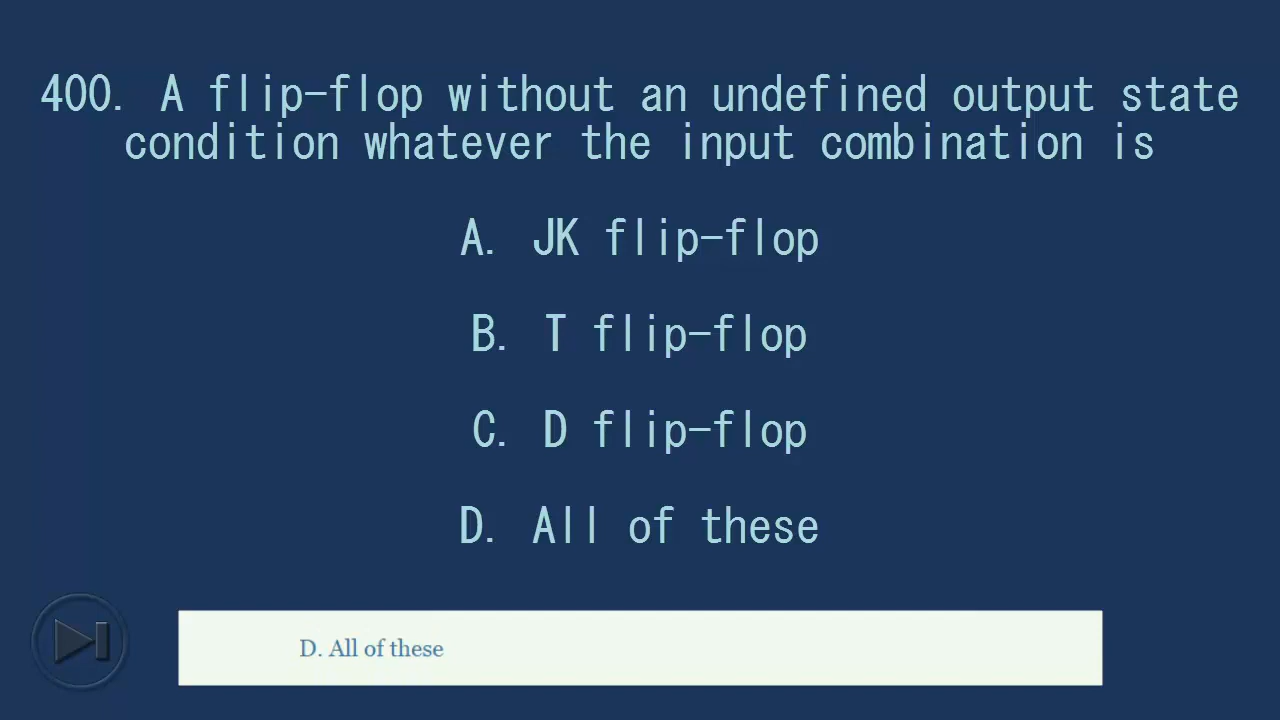 400. A flip-flop without an undefined output state
condition whatever the input combination is
A. JK flip-flop
B. T flip-flop
C. D flip-flop
D. All of these
D. All of these